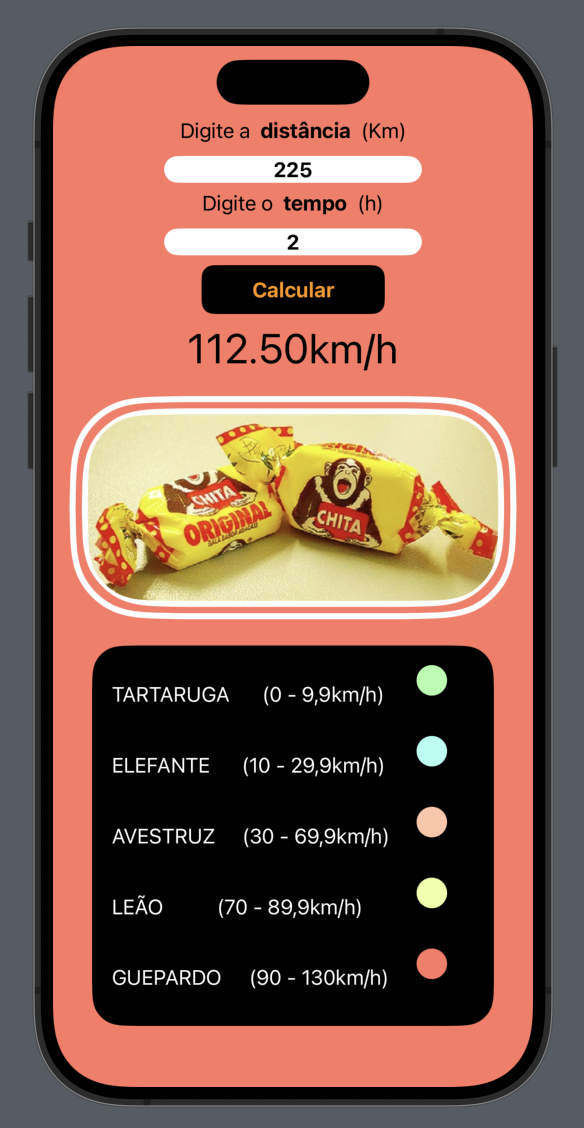 Digite a distância (Km)
225
Digite o tempo (h)
2
Calcular
112.50km/h
CHITA
ORIGINAL
CHITA
TARTARUGA (0 - 9,9km/h)
ELEFANTE (10 - 29,9km/h)
AVESTRUZ (30 - 69,9km/h)
LEÃO (70 - 89,9km/h)
GUEPARDO (90 - 130km/h)